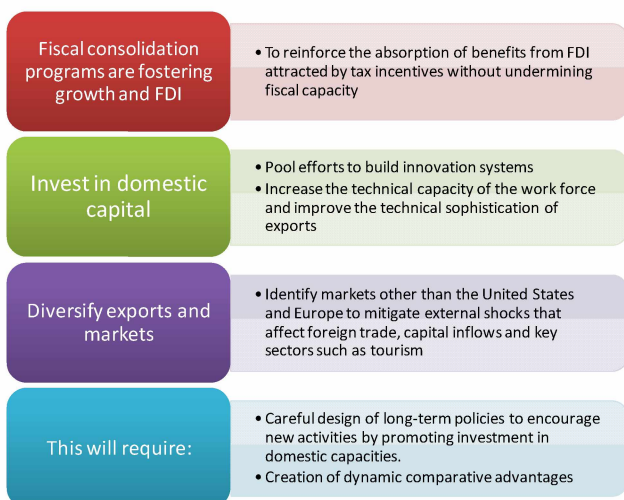 Fiscal consolidation
programs are fostering
growth and FDI
• To reinforce the absorption of benefits from FDI
attracted by tax incentives without undermining
fiscal capacity
Invest in domestic
capital
• Pool efforts to build innovation systems
• Increase the technical capacity of the work force
and improve the technical sophistication of
exports
Diversify exports and
markets
• Identify markets other than the United States
and Europe to mitigate external shocks that
affect foreign trade, capital inflows and key
sectors such as tourism
This will require:
• Careful design of long-term policies to encourage
new activities by promoting investment in
domestic capacities.
• Creation of dynamic comparative advantages